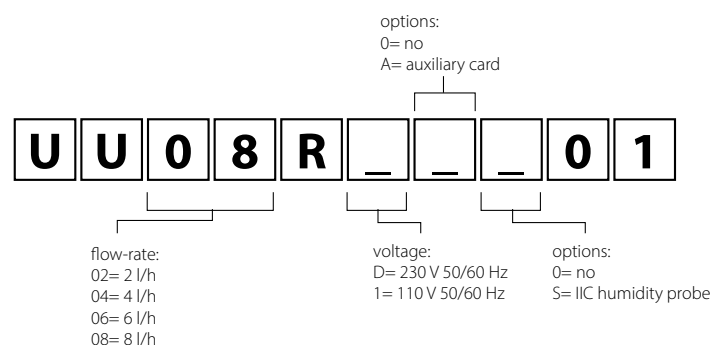 options:
0= no
A= auxiliary card
U U 0 8 R _ _ _ 0 1
flow-rate:
02= 2 l/h
04= 4 l/h
06= 6 l/h
08= 8 l/h
voltage:
D= 230 V 50/60 Hz
1= 110 V 50/60 Hz
options:
0= no
S= IIC humidity probe